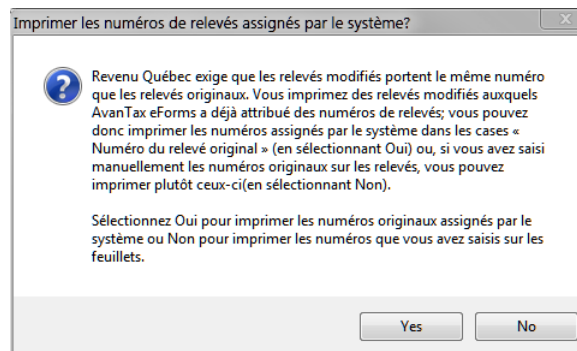 Imprimer les numéros de relevés assignés par le système?
Revenu Québec exige que les relevés modifiés portent le même numéro
que les relevés originaux. Vous imprimez des relevés modifiés auxquels
AvanTax eForms a déjà attribué des numéros de relevés; vous pouvez
donc imprimer les numéros assignés par le système dans les cases «
Numéro du relevé original » (en sélectionnant Oui) ou, si vous avez saisi
manuellement les numéros originaux sur les relevés, vous pouvez
imprimer plutôt ceux-ci(en sélectionnant Non).
Sélectionnez Oui pour imprimer les numéros originaux assignés par le
système ou Non pour imprimer les numéros que vous avez saisis sur les
feuillets.
Yes
No